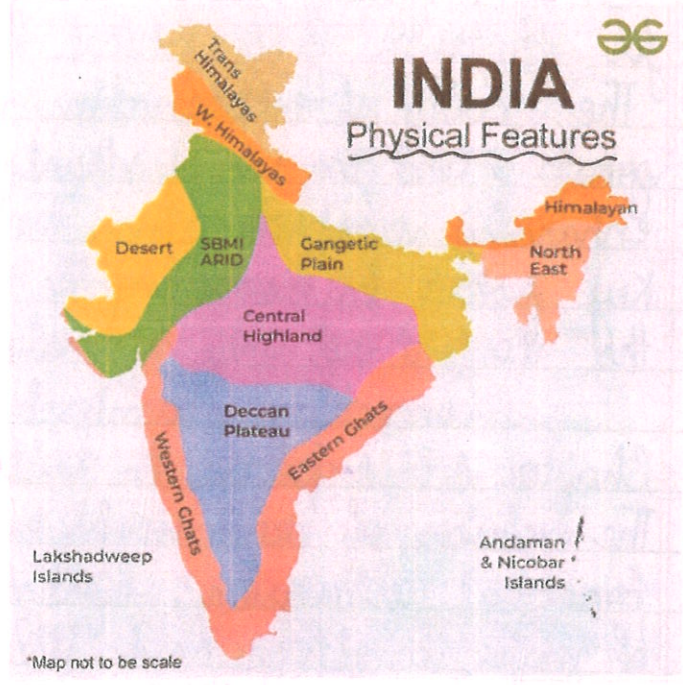 INDIA
Physical Features
Trans
Himalayas
W. Himalayas
Himalayan
North
East
Desert
SBMI
ARID
Gangetic
Plain
Central
Highland
Deccan
Plateau
Eastern Ghats
Western Ghats
Lakshadweep
Islands
Andaman
& Nicobar
Islands
*Map not to be scale